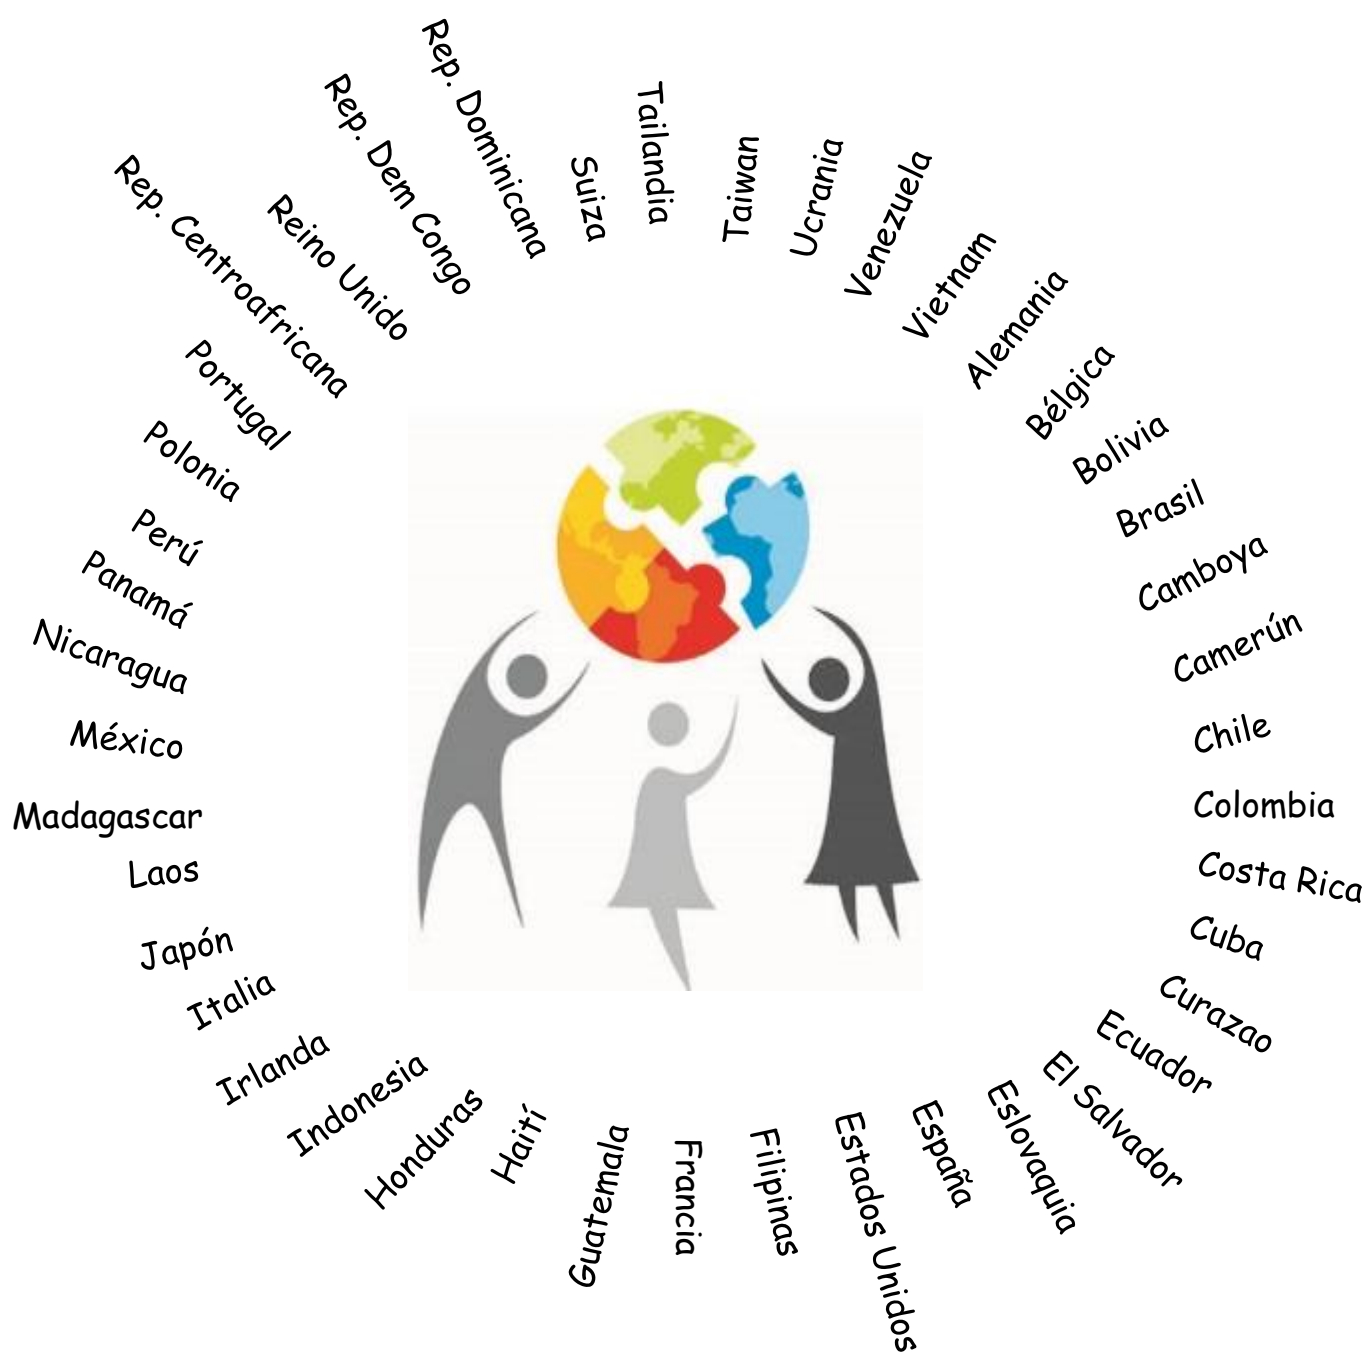 Alemania
Bélgica
Bolivia
Brasil
Camboya
Camerún
Chile
Colombia
Costa Rica
Cuba
Curazao
Ecuador
El Salvador
Eslovaquia
España
Estados Unidos
Filipinas
Francia
Guatemala
Haití
Honduras
Indonesia
Irlanda
Italia
Japón
Laos
Madagascar
México
Nicaragua
Panamá
Perú
Polonia
Portugal
Rep. Centroafricana
Reino Unido
Rep. Dem Congo
Rep. Dominicana
Suiza
Tailandia
Taiwan
Ucrania
Venezuela
Vietnam